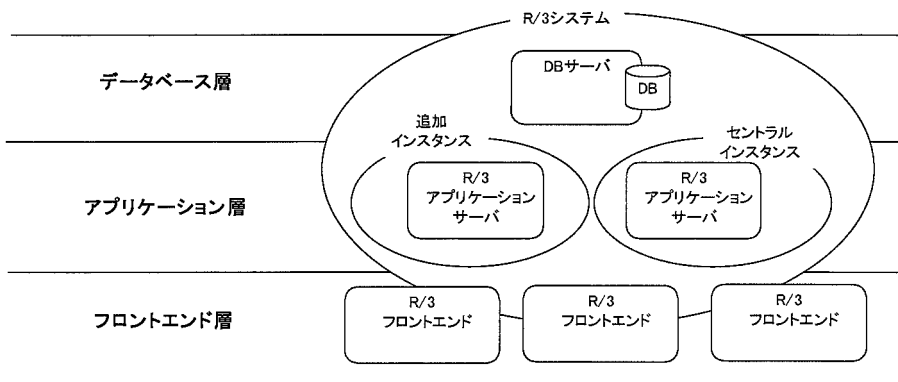 R/3システム
データベース層
DBサーバ
DB
追加
インスタンス
セントラル
インスタンス
アプリケーション層
R/3
アプリケーション
サーバ
R/3
アプリケーション
サーバ
フロントエンド層
R/3
フロントエンド
R/3
フロントエンド
R/3
フロントエンド